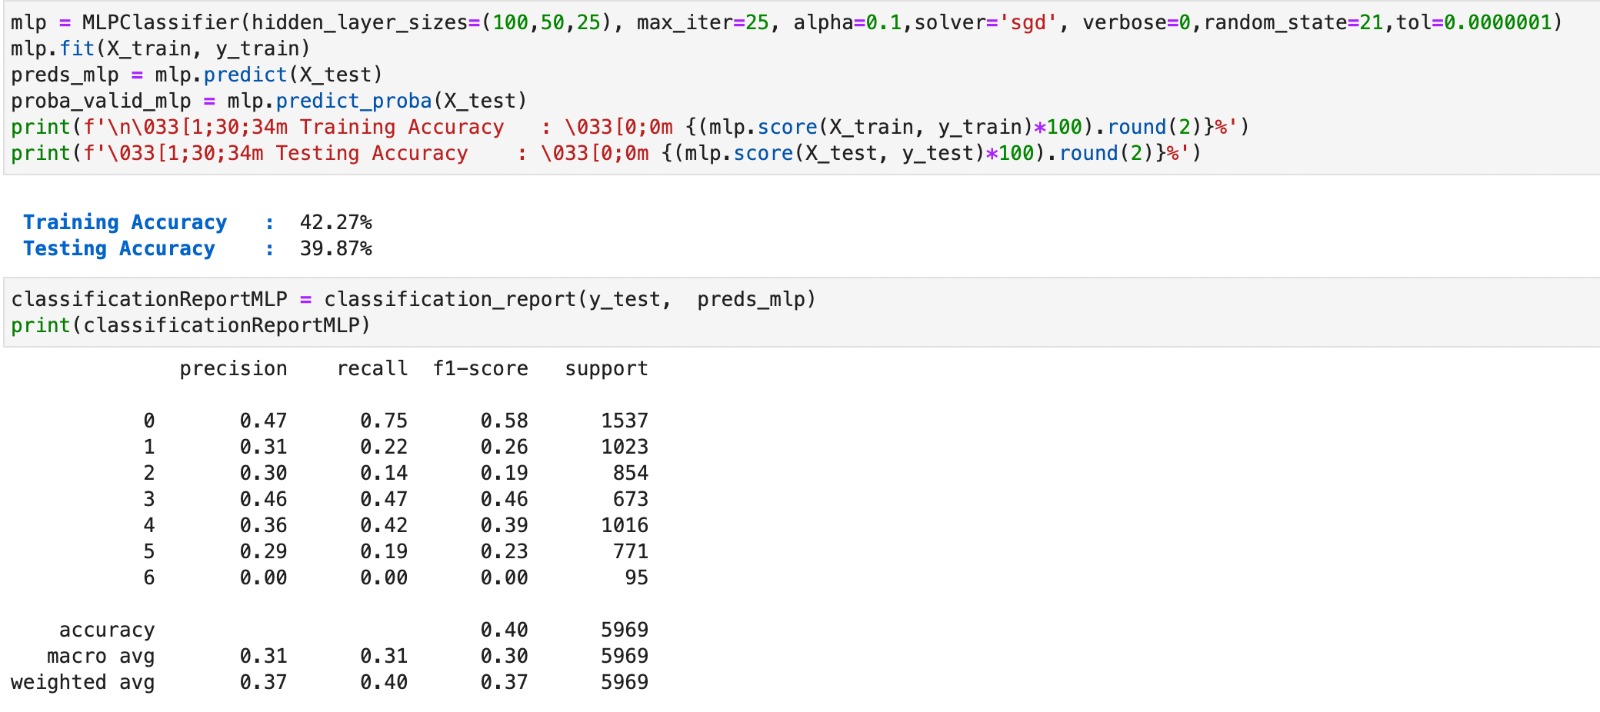 mlp = MLPClassifier(hidden_layer_sizes=(100,50,25), max_iter=25, alpha=0.1,solver='sgd', verbose=0,random_state=21,tol=0.0000001)
mlp.fit(X_train, y_train)
preds_mlp = mlp.predict(X_test)
proba_valid_mlp = mlp.predict_proba(X_test)
print(f'\n\033[1;30;34m Training Accuracy   : \033[0;0m {(mlp.score(X_train, y_train)*100).round(2)}%')
print(f'\033[1;30;34m Testing Accuracy    : \033[0;0m {(mlp.score(X_test, y_test)*100).round(2)}%')
Training Accuracy   :  42.27%
Testing Accuracy    :  39.87%
classificationReportMLP = classification_report(y_test,  preds_mlp)
print(classificationReportMLP)
              precision    recall  f1-score   support
           0       0.47      0.75      0.58      1537
           1       0.31      0.22      0.26      1023
           2       0.30      0.14      0.19       854
           3       0.46      0.47      0.46       673
           4       0.36      0.42      0.39      1016
           5       0.29      0.19      0.23       771
           6       0.00      0.00      0.00        95
    accuracy                           0.40      5969
   macro avg       0.31      0.31      0.30      5969
weighted avg       0.37      0.40      0.37      5969